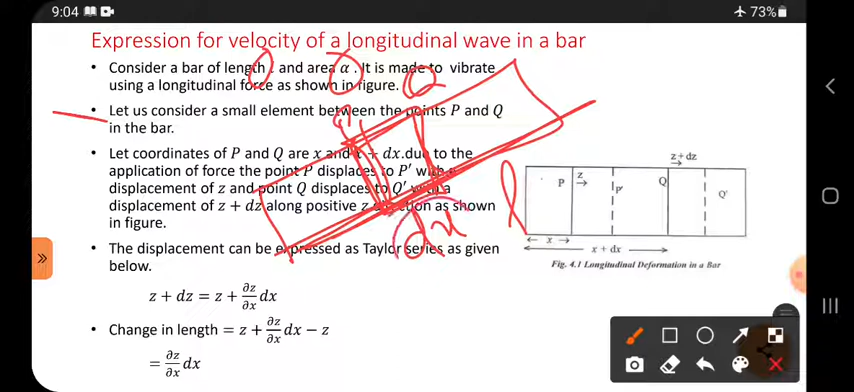 9:04
73%
Expression for velocity of a longitudinal wave in a bar
• Consider a bar of length l and area α. It is made to vibrate
using a longitudinal force as shown in figure.
• Let us consider a small element between the points P and Q
in the bar.
• Let coordinates of P and Q are x and x + dx.due to the
application of force the point P displaces to P' with a
displacement of z and point Q displaces to Q' with a
displacement of z + dz along positive z direction as shown
in figure.
• The displacement can be expressed as Taylor series as given
below.
z + dz = z + ∂z/∂x dx
• Change in length = z + ∂z/∂x dx − z
= ∂z/∂x dx
z + dz
P z Q
P' Q'
x
x + dx
Fig. 4.1 Longitudinal Deformation in a Bar
Q
dx
l